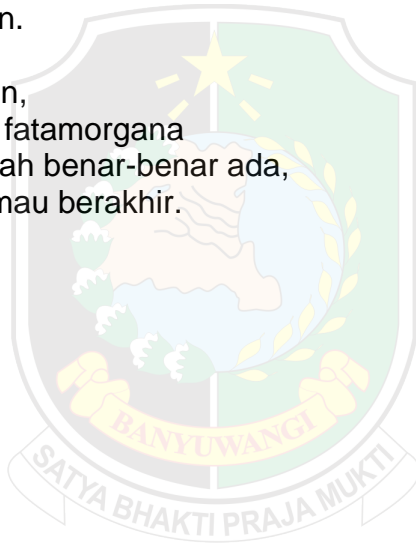 n.
n,
fatamorgana
ah benar-benar ada,
mau berakhir.
BANYUWANGI
SATYA BHAKTI PRAJA MUKTI